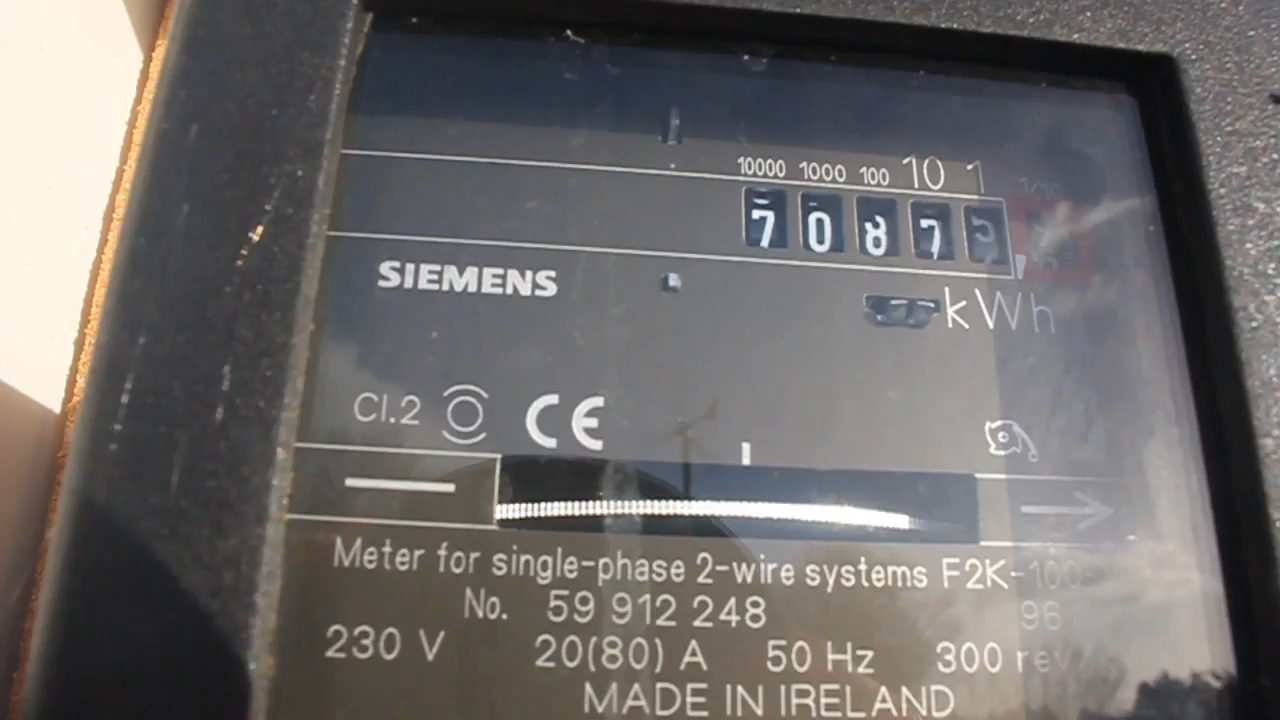 10000 1000 100 10 1 1/10
7 0 8 7 5
kWh
SIEMENS
Cl.2 CE
Meter for single-phase 2-wire systems F2K-100-
No. 59 912 248 96
230 V 20(80) A 50 Hz 300 rev/
MADE IN IRELAND